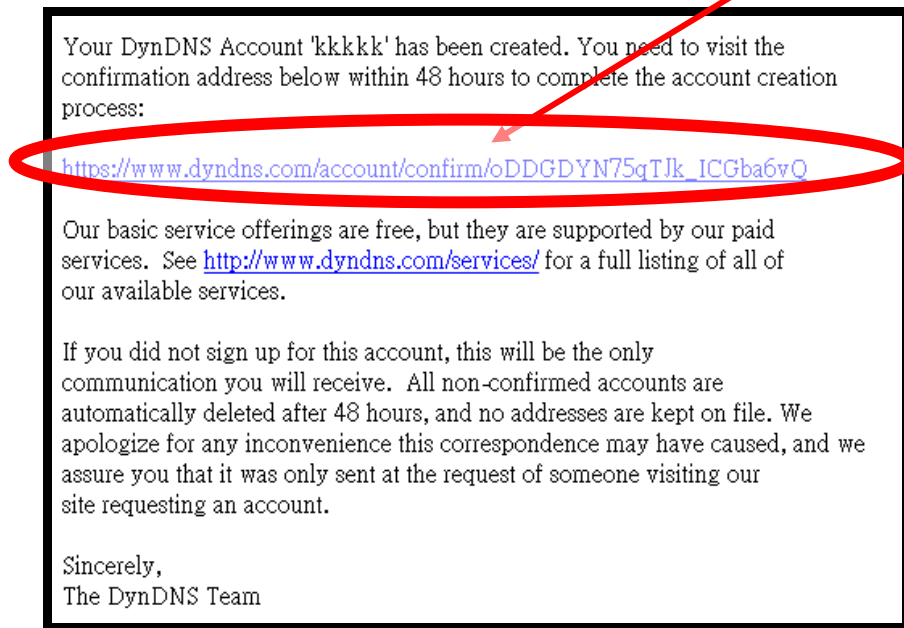 Your DynDNS Account 'kkkkk' has been created. You need to visit the
confirmation address below within 48 hours to complete the account creation
process:
https://www.dyndns.com/account/confirm/oDDGDYN75qTJk_ICGba6vQ
Our basic service offerings are free, but they are supported by our paid
services.  See http://www.dyndns.com/services/ for a full listing of all of
our available services.
If you did not sign up for this account, this will be the only
communication you will receive.  All non-confirmed accounts are
automatically deleted after 48 hours, and no addresses are kept on file. We
apologize for any inconvenience this correspondence may have caused, and we
assure you that it was only sent at the request of someone visiting our
site requesting an account.
Sincerely,
The DynDNS Team